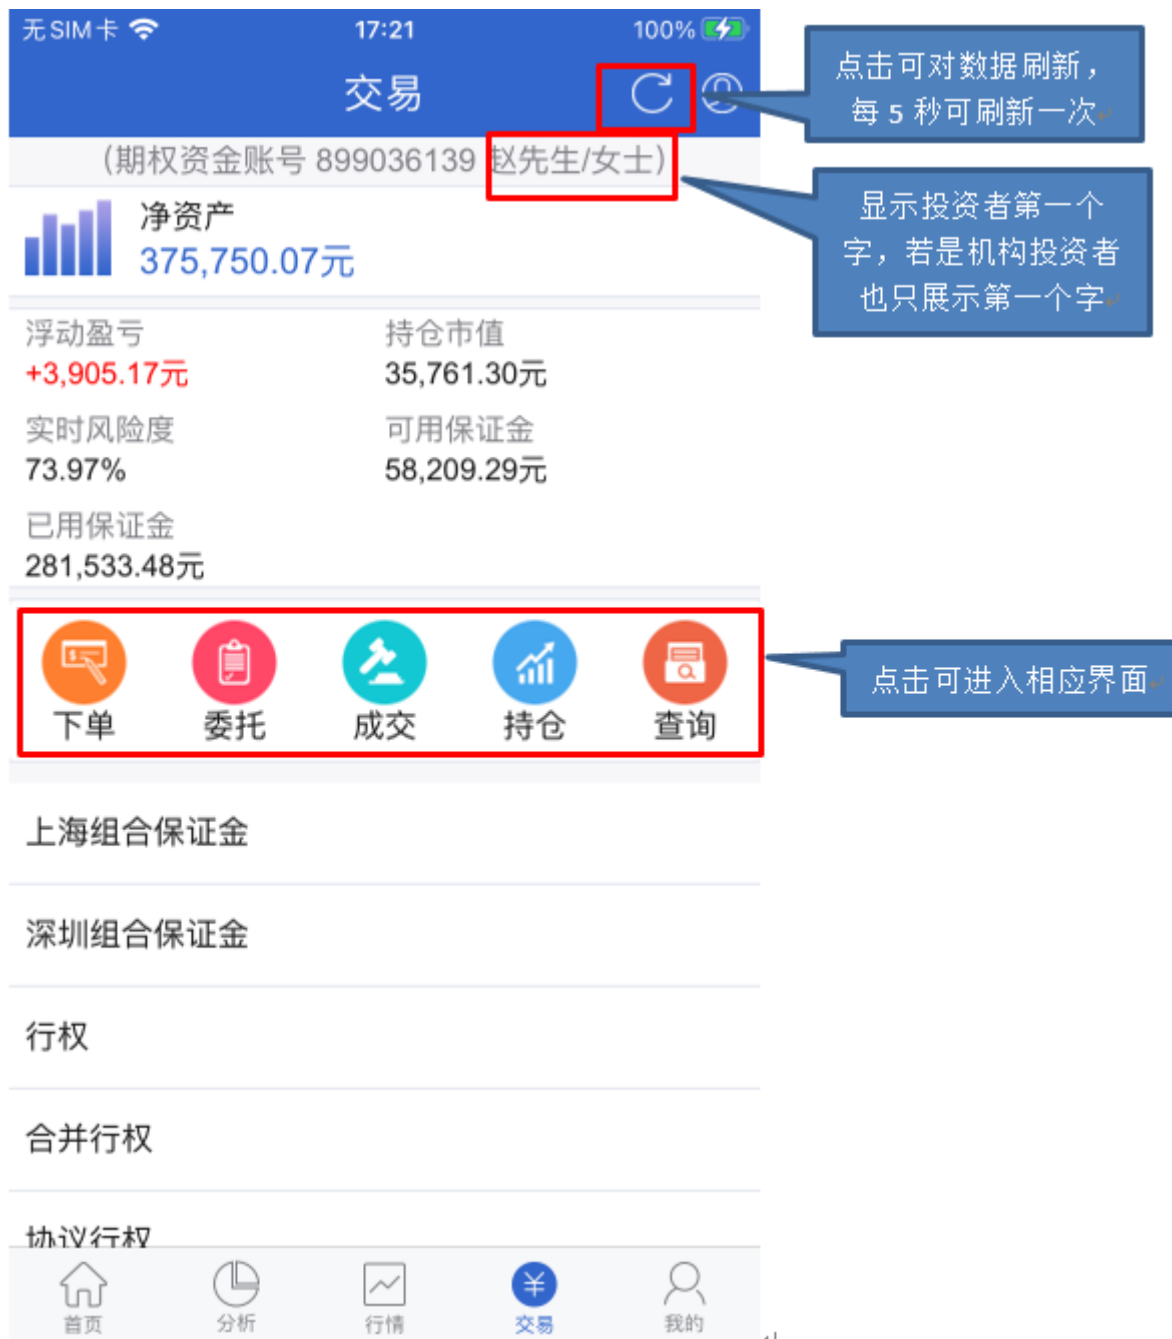 无SIM卡 17:21 100%
交易
点击可对数据刷新，
每 5 秒可刷新一次
(期权资金账号 899036139 赵先生/女士)
显示投资者第一个
字，若是机构投资者
也只展示第一个字
净资产
375,750.07元
浮动盈亏 持仓市值
+3,905.17元 35,761.30元
实时风险度 可用保证金
73.97% 58,209.29元
已用保证金
281,533.48元
下单 委托 成交 持仓 查询
点击可进入相应界面
上海组合保证金
深圳组合保证金
行权
合并行权
协议行权
首页 分析 行情 交易 我的